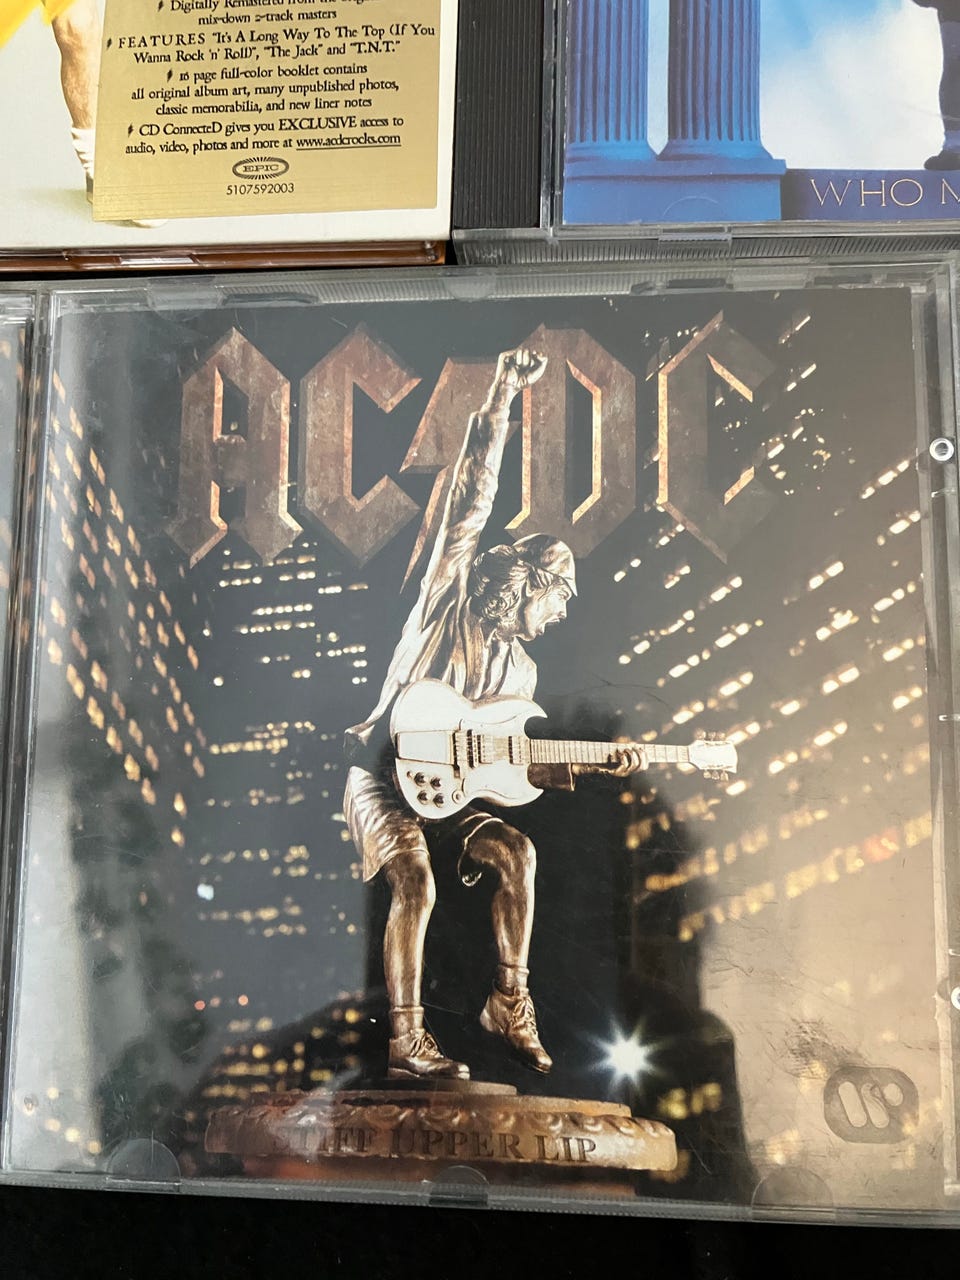 Digitally Remastered from the original
mix-down 2-track masters
FEATURES "It's A Long Way To The Top (If You
Wanna Rock 'n' Roll)", "The Jack" and "T.N.T."
16 page full-color booklet contains
all original album art, many unpublished photos,
classic memorabilia, and new liner notes
CD ConnecteD gives you EXCLUSIVE access to
audio, video, photos and more at www.acdcrocks.com
EPIC
5107592003
WHO M
AC DC
STIFF UPPER LIP